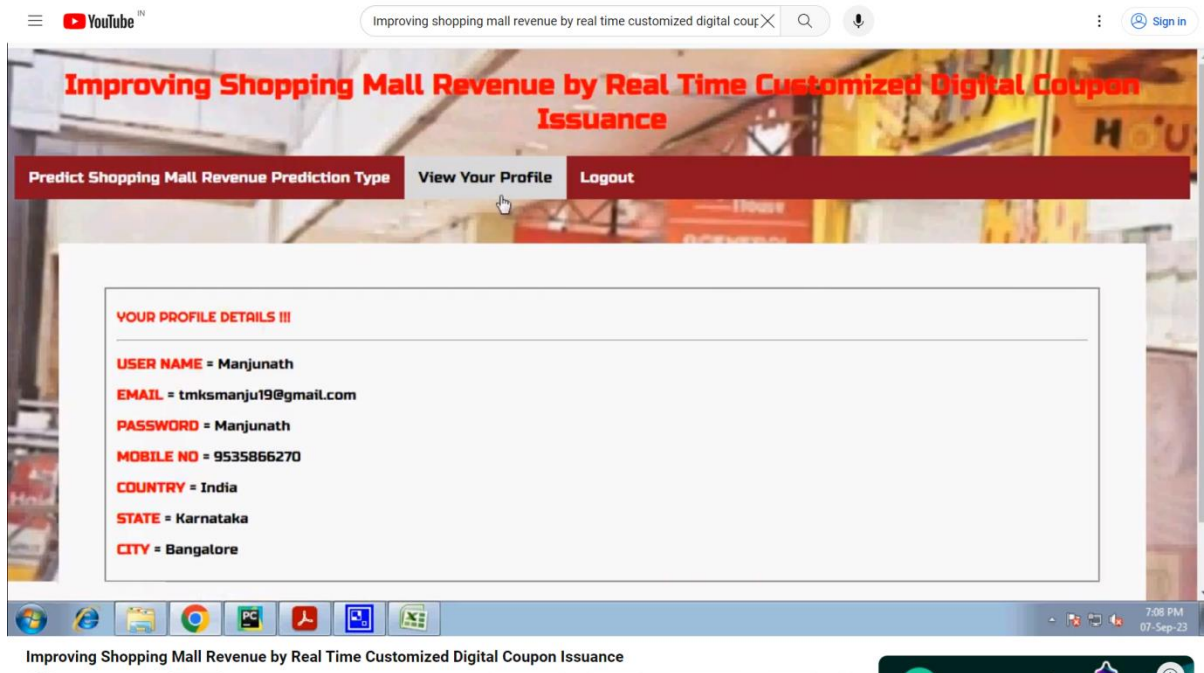 YouTube IN
Improving shopping mall revenue by real time customized digital coup
Sign in
Improving Shopping Mall Revenue by Real Time Customized Digital Coupon
Issuance
Predict Shopping Mall Revenue Prediction Type View Your Profile Logout
House
YOUR PROFILE DETAILS !!!
USER NAME = Manjunath
EMAIL = tmksmanju19@gmail.com
PASSWORD = Manjunath
MOBILE NO = 9535866270
COUNTRY = India
STATE = Karnataka
CITY = Bangalore
PC
7:08 PM
07-Sep-23
Improving Shopping Mall Revenue by Real Time Customized Digital Coupon Issuance